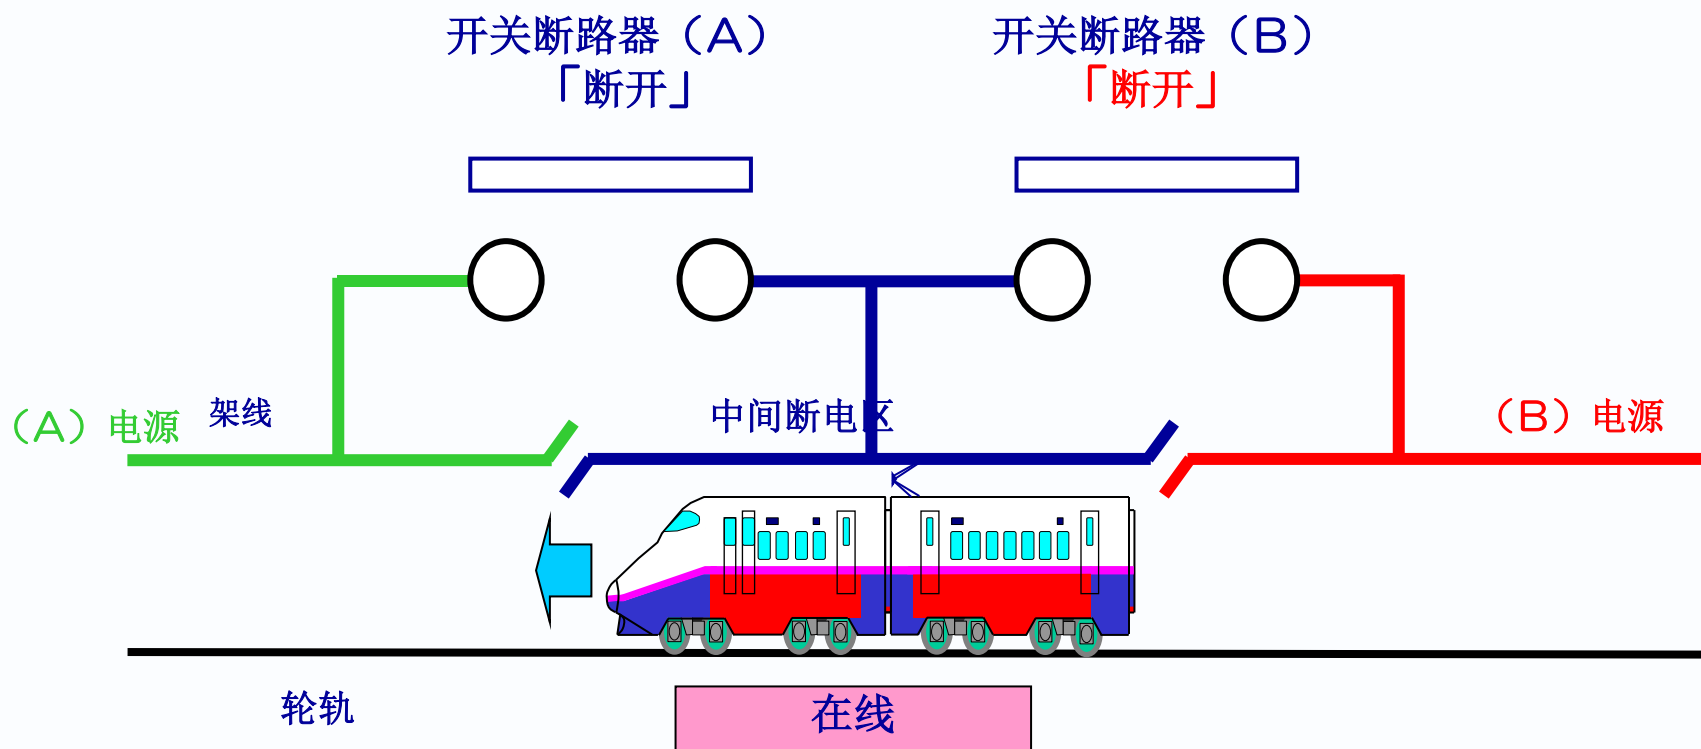 开关断路器（A）
「断开」
开关断路器（B）
「断开」
（A）电源
架线
中间断电区
（B）电源
轮轨
在线